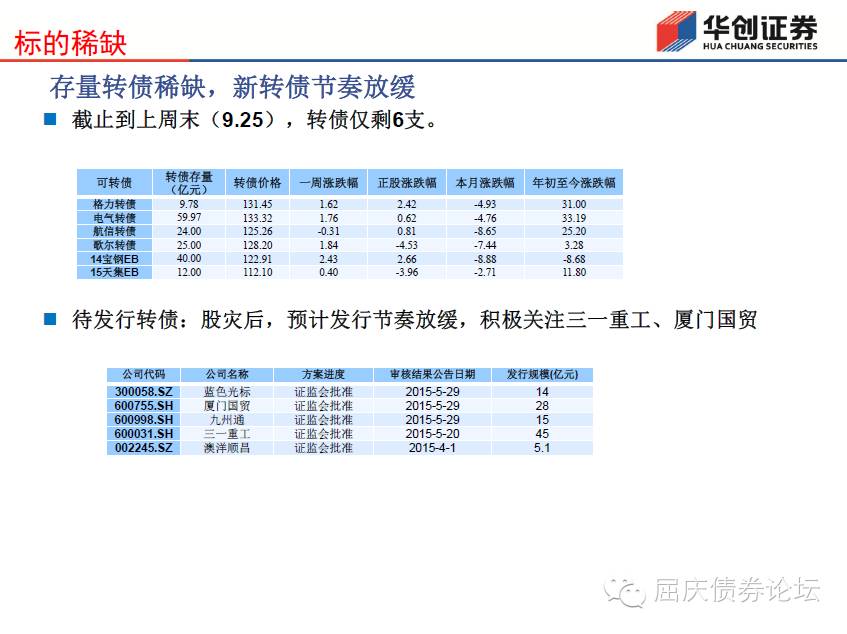 标的稀缺
华创证券
HUA CHUANG SECURITIES
存量转债稀缺，新转债节奏放缓
截止到上周末（9.25），转债仅剩6支。
可转债 转债存量（亿元） 转债价格 一周涨跌幅 正股涨跌幅 本月涨跌幅 年初至今涨跌幅
格力转债 9.78 131.45 1.62 2.42 -4.93 31.00
电气转债 59.97 133.32 1.76 0.62 -4.76 33.19
航信转债 24.00 125.26 -0.31 0.81 -8.65 25.20
歌尔转债 25.00 128.20 1.84 -4.53 -7.44 3.28
14宝钢EB 40.00 122.91 2.43 2.66 -8.88 -8.68
15天集EB 12.00 112.10 0.40 -3.96 -2.71 11.80
待发行转债：股灾后，预计发行节奏放缓，积极关注三一重工、厦门国贸
公司代码 公司名称 方案进度 审核结果公告日期 发行规模(亿元)
300058.SZ 蓝色光标 证监会批准 2015-5-29 14
600755.SH 厦门国贸 证监会批准 2015-5-29 28
600998.SH 九州通 证监会批准 2015-5-29 15
600031.SH 三一重工 证监会批准 2015-5-20 45
002245.SZ 澳洋顺昌 证监会批准 2015-4-1 5.1
屈庆债券论坛